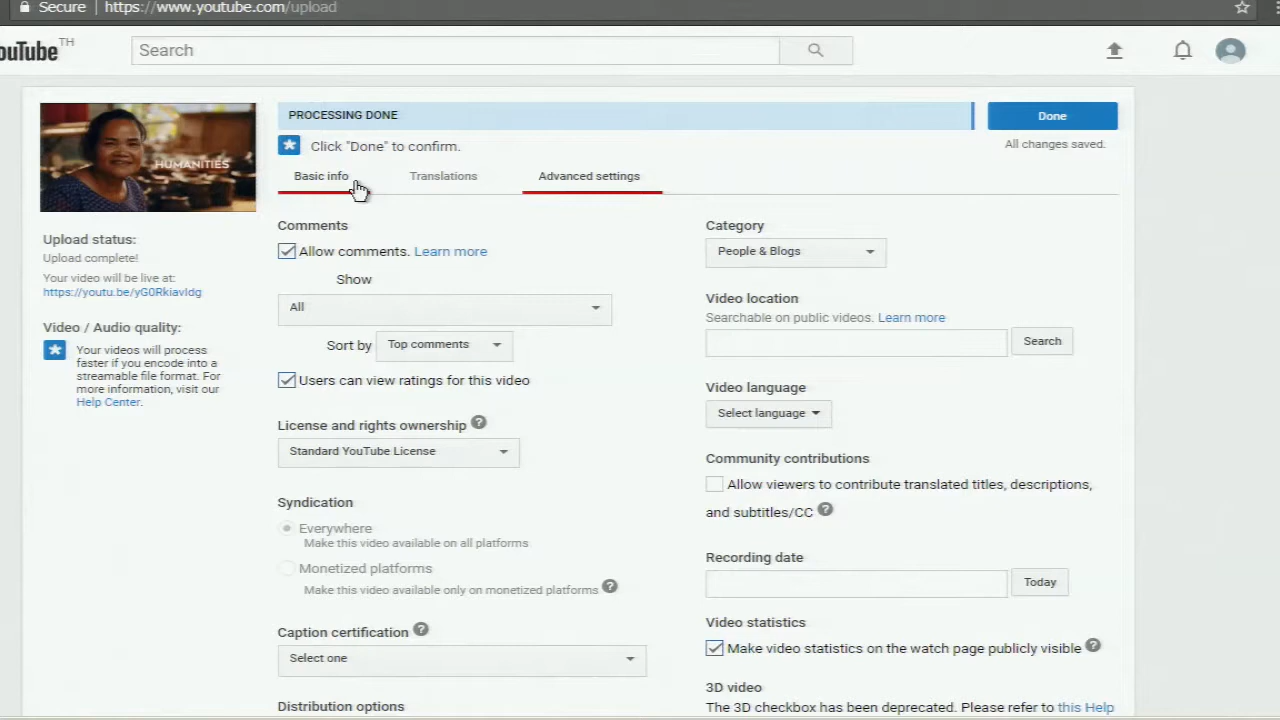 Secure | https://www.youtube.com/upload
ouTube TH
Search
HUMANITIES
PROCESSING DONE
Done
Click "Done" to confirm.
All changes saved.
Basic info
Translations
Advanced settings
Upload status:
Upload complete!
Your video will be live at:
https://youtu.be/yG0Rkiavldg
Video / Audio quality:
Your videos will process
faster if you encode into a
streamable file format. For
more information, visit our
Help Center.
Comments
Allow comments. Learn more
Show
All
Sort by Top comments
Users can view ratings for this video
License and rights ownership ?
Standard YouTube License
Syndication
Everywhere
Make this video available on all platforms
Monetized platforms
Make this video available only on monetized platforms ?
Caption certification ?
Select one
Distribution options
Category
People & Blogs
Video location
Searchable on public videos. Learn more
Search
Video language
Select language
Community contributions
Allow viewers to contribute translated titles, descriptions,
and subtitles/CC ?
Recording date
Today
Video statistics
Make video statistics on the watch page publicly visible ?
3D video
The 3D checkbox has been deprecated. Please refer to this Help